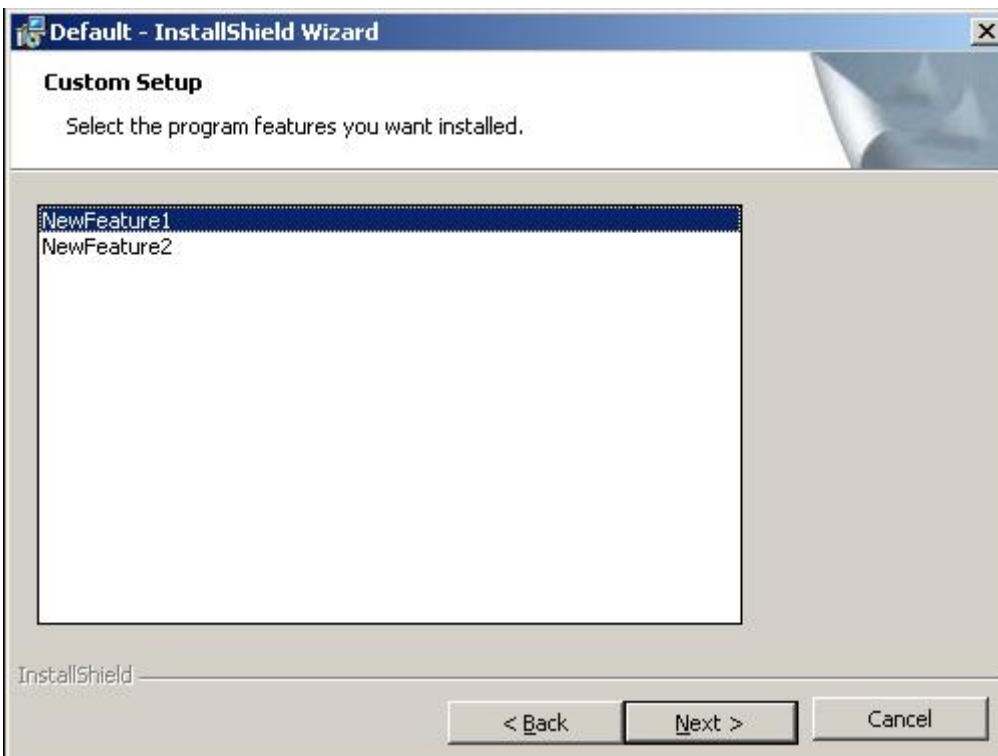 Default - InstallShield Wizard
Custom Setup
Select the program features you want installed.
NewFeature1
NewFeature2
InstallShield
< Back Next > Cancel